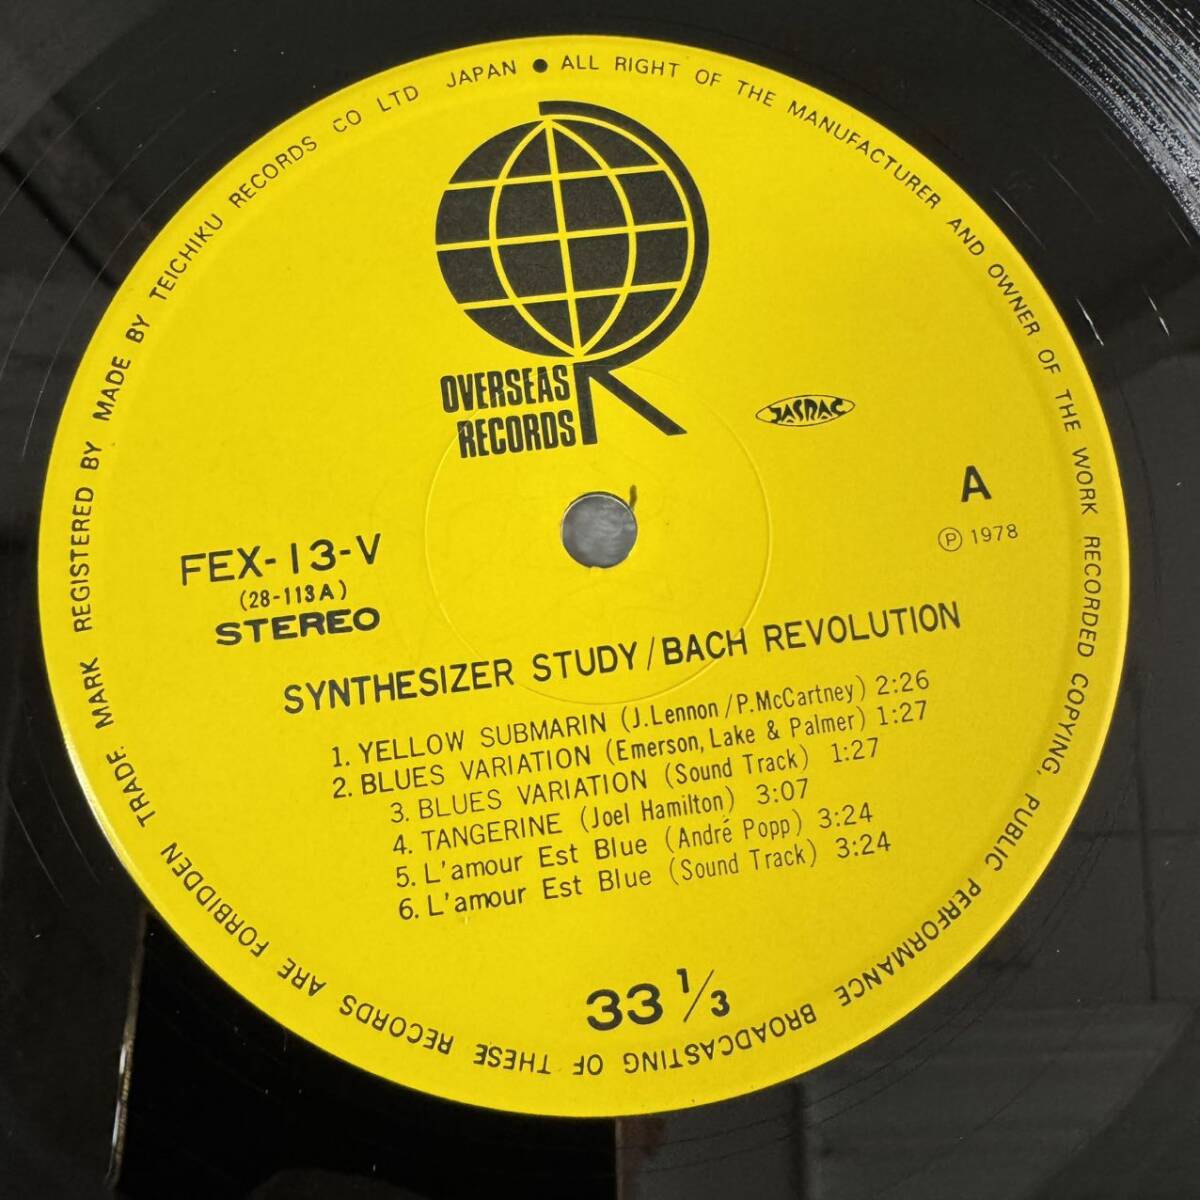 TRADE MARK REGISTERED BY MADE BY TEICHIKU RECORDS CO LTD JAPAN ● ALL RIGHT OF THE MANUFACTURER AND OWNER OF THE WORK RECORDED COPYING, PUBLIC PERFORMANCE BROADCASTING OF THESE RECORDS ARE FORBIDDEN
OVERSEAS
RECORDS
JASRAC
A
℗ 1978
FEX-13-V
(28-113A)
STEREO
SYNTHESIZER STUDY/BACH REVOLUTION
1. YELLOW SUBMARIN (J.Lennon/P.McCartney) 2:26
2. BLUES VARIATION (Emerson, Lake & Palmer) 1:27
3. BLUES VARIATION (Sound Track) 1:27
4. TANGERINE (Joel Hamilton) 3:07
5. L'amour Est Blue (André Popp) 3:24
6. L'amour Est Blue (Sound Track) 3:24
33 1/3